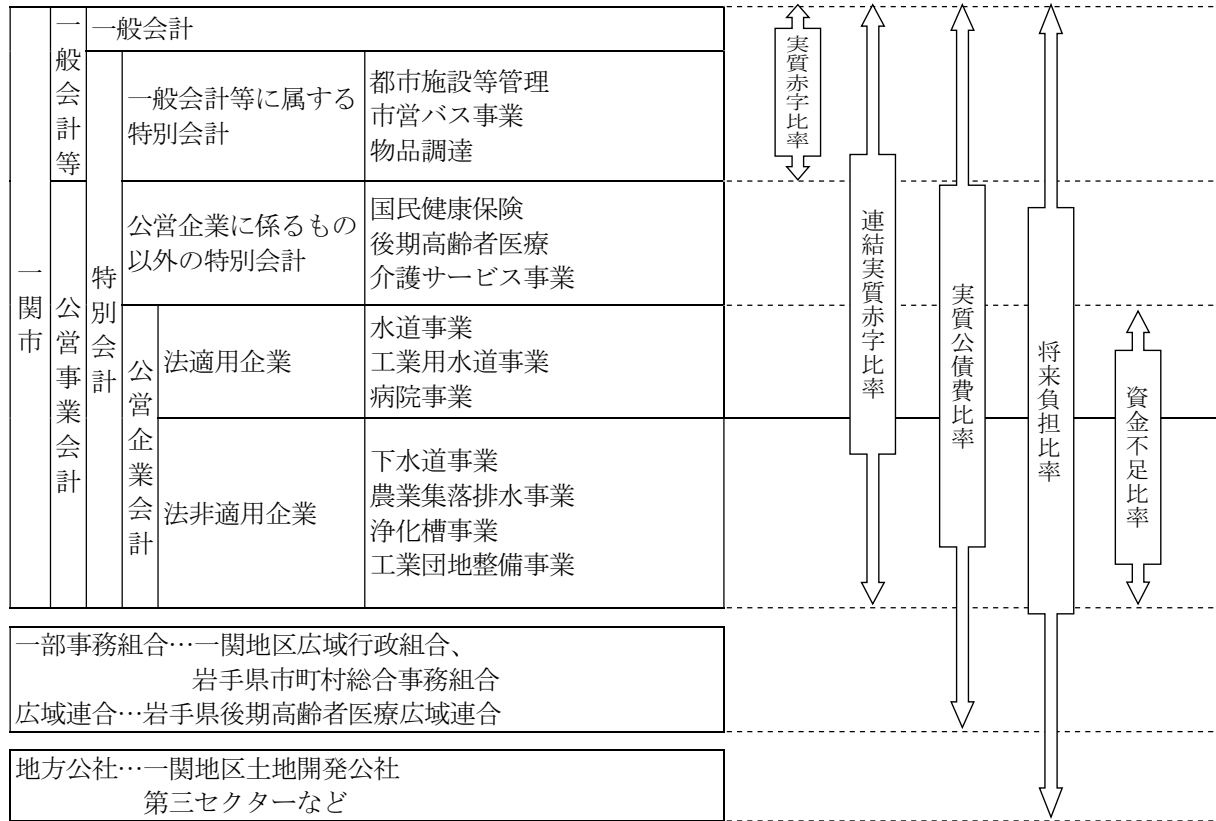 一関市
一般会計等
一般会計
特別会計
一般会計等に属する
特別会計
都市施設等管理
市営バス事業
物品調達
公営事業会計
公営企業に係るもの
以外の特別会計
国民健康保険
後期高齢者医療
介護サービス事業
公営企業会計
法適用企業
水道事業
工業用水道事業
病院事業
法非適用企業
下水道事業
農業集落排水事業
浄化槽事業
工業団地整備事業
一部事務組合…一関地区広域行政組合、
岩手県市町村総合事務組合
広域連合…岩手県後期高齢者医療広域連合
地方公社…一関地区土地開発公社
第三セクターなど
実質赤字比率
連結実質赤字比率
実質公債費比率
将来負担比率
資金不足比率